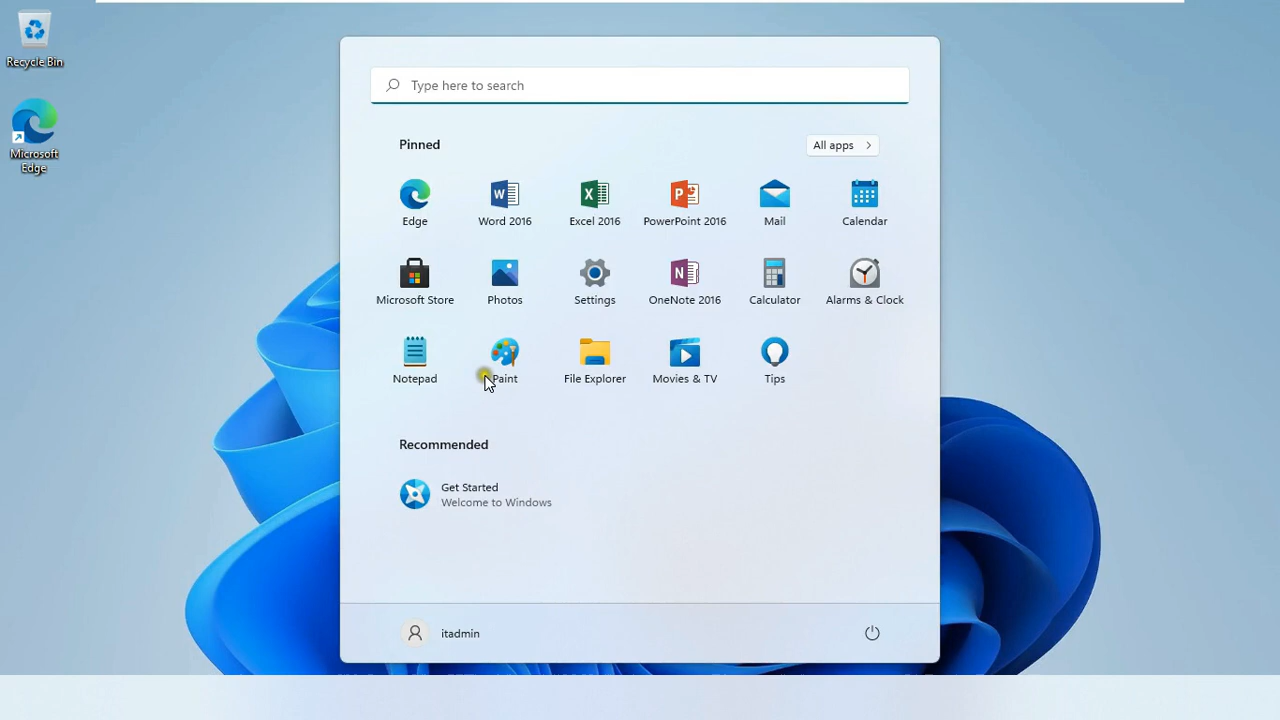 Recycle Bin
Microsoft
Edge
Type here to search
Pinned
All apps
Edge
Word 2016
Excel 2016
PowerPoint 2016
Mail
Calendar
Microsoft Store
Photos
Settings
OneNote 2016
Calculator
Alarms & Clock
Notepad
Paint
File Explorer
Movies & TV
Tips
Recommended
Get Started
Welcome to Windows
itadmin